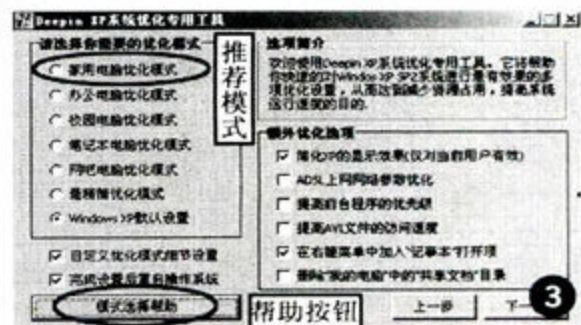 Deepin XP系统优化专用工具
请选择你需要的优化模式
家用电脑优化模式
办公电脑优化模式
校园电脑优化模式
笔记本电脑优化模式
网吧电脑优化模式
最精简优化模式
Windows XP默认设置
自定义优化模式细节设置
完成设置后重启操作系统
模式选择帮助
推荐模式
帮助按钮
选项简介
欢迎使用Deepin XP系统优化专用工具。它将帮助
你快速的对Windos XP SP2系统进行最有效果的多
项优化设置，从而达到减少资源占用，提高系统
运行速度的目的.
额外优化选项
简化XP的显示效果(仅对当前用户有效)
ADSL上网网络参数优化
提高前台程序的优先级
提高AVI文件的访问速度
在右键菜单中加入"记事本"打开项
删除"我的电脑"中的"共享文档"目录
上一步
下一
3